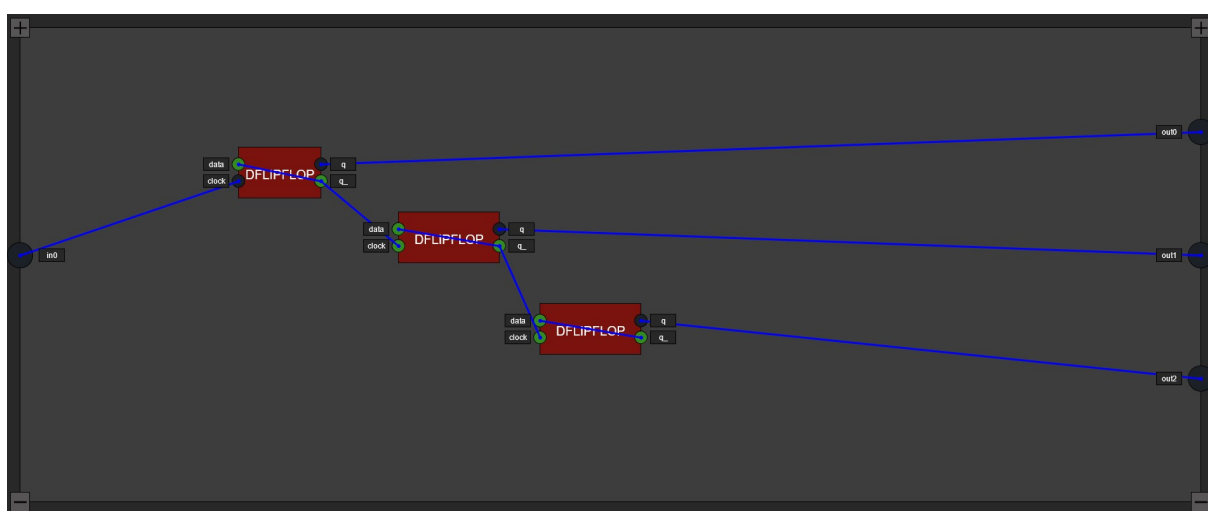 + +
out0
data q
DFLIPFLOP
clock q_
data q
DFLIPFLOP
clock q_
in0
out1
data q
DFLIPFLOP
clock q_
out2
− −